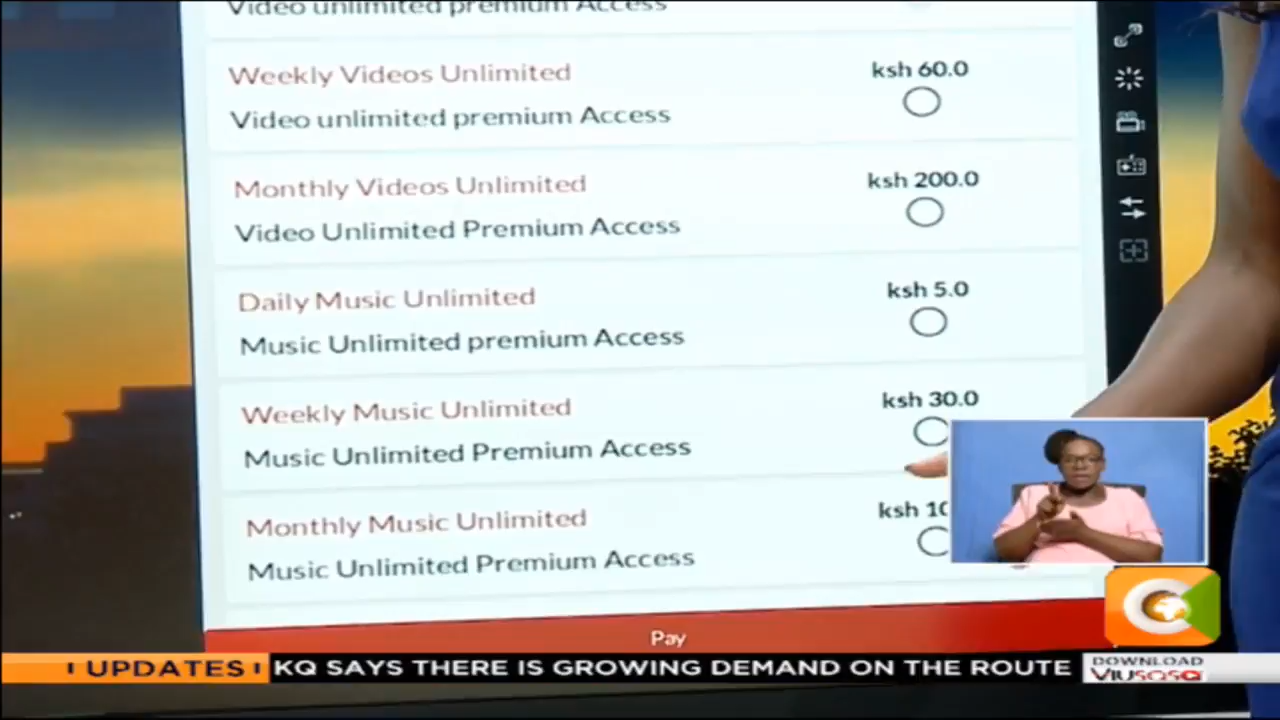 Video unlimited premium Access
Weekly Videos Unlimited
ksh 60.0
Video unlimited premium Access
Monthly Videos Unlimited
ksh 200.0
Video Unlimited Premium Access
Daily Music Unlimited
ksh 5.0
Music Unlimited premium Access
Weekly Music Unlimited
ksh 30.0
Music Unlimited Premium Access
Monthly Music Unlimited
ksh 10
Music Unlimited Premium Access
Pay
UPDATES
KQ SAYS THERE IS GROWING DEMAND ON THE ROUTE
DOWNLOAD
VIUSASA